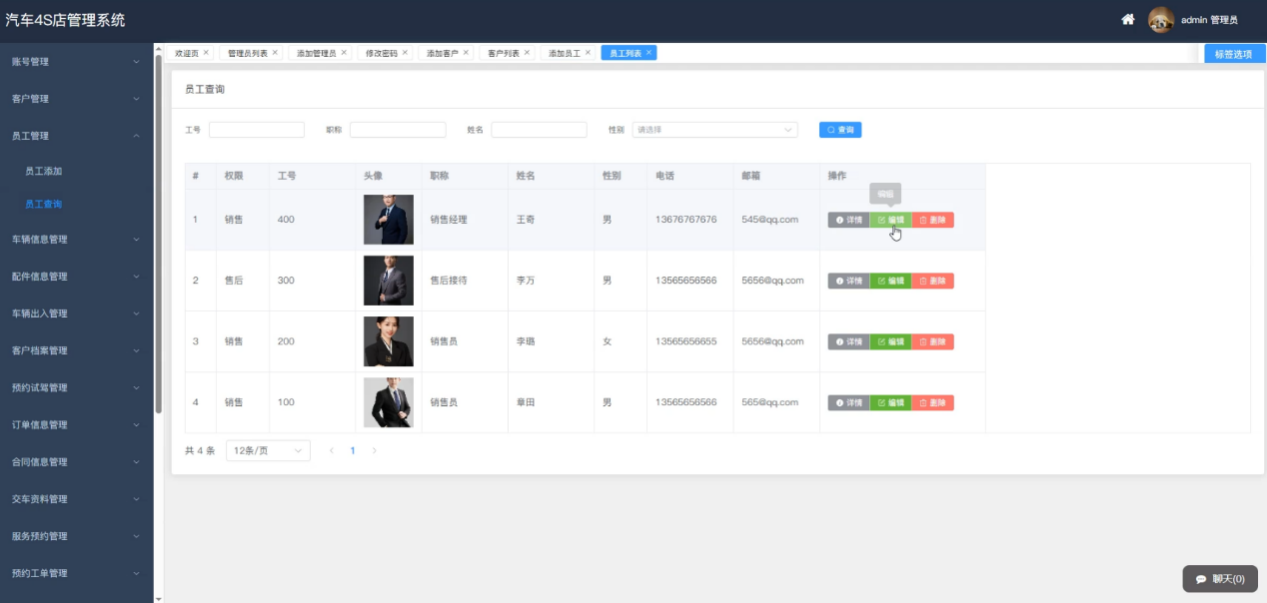 汽车4S店管理系统
admin 管理员
账号管理
客户管理
员工管理
员工添加
员工查询
车辆信息管理
配件信息管理
车辆出入管理
客户档案管理
预约试驾管理
订单信息管理
合同信息管理
交车资料管理
服务预约管理
预约工单管理
欢迎页 × 管理员列表 × 添加管理员 × 修改密码 × 添加客户 × 客户列表 × 添加员工 × 员工列表 × 标签选项
员工查询
工号 职称 姓名 性别 请选择 查询
# 权限 工号 头像 职称 姓名 性别 电话 邮箱 操作
编辑
1 销售 400 销售经理 王奇 男 13676767676 545@qq.com 详情 编辑 删除
2 售后 300 售后接待 李万 男 13565656566 5656@qq.com 详情 编辑 删除
3 销售 200 销售员 李璐 女 13565656655 5656@qq.com 详情 编辑 删除
4 销售 100 销售员 章田 男 13565656566 565@qq.com 详情 编辑 删除
共 4 条 12条/页 1
聊天(0)